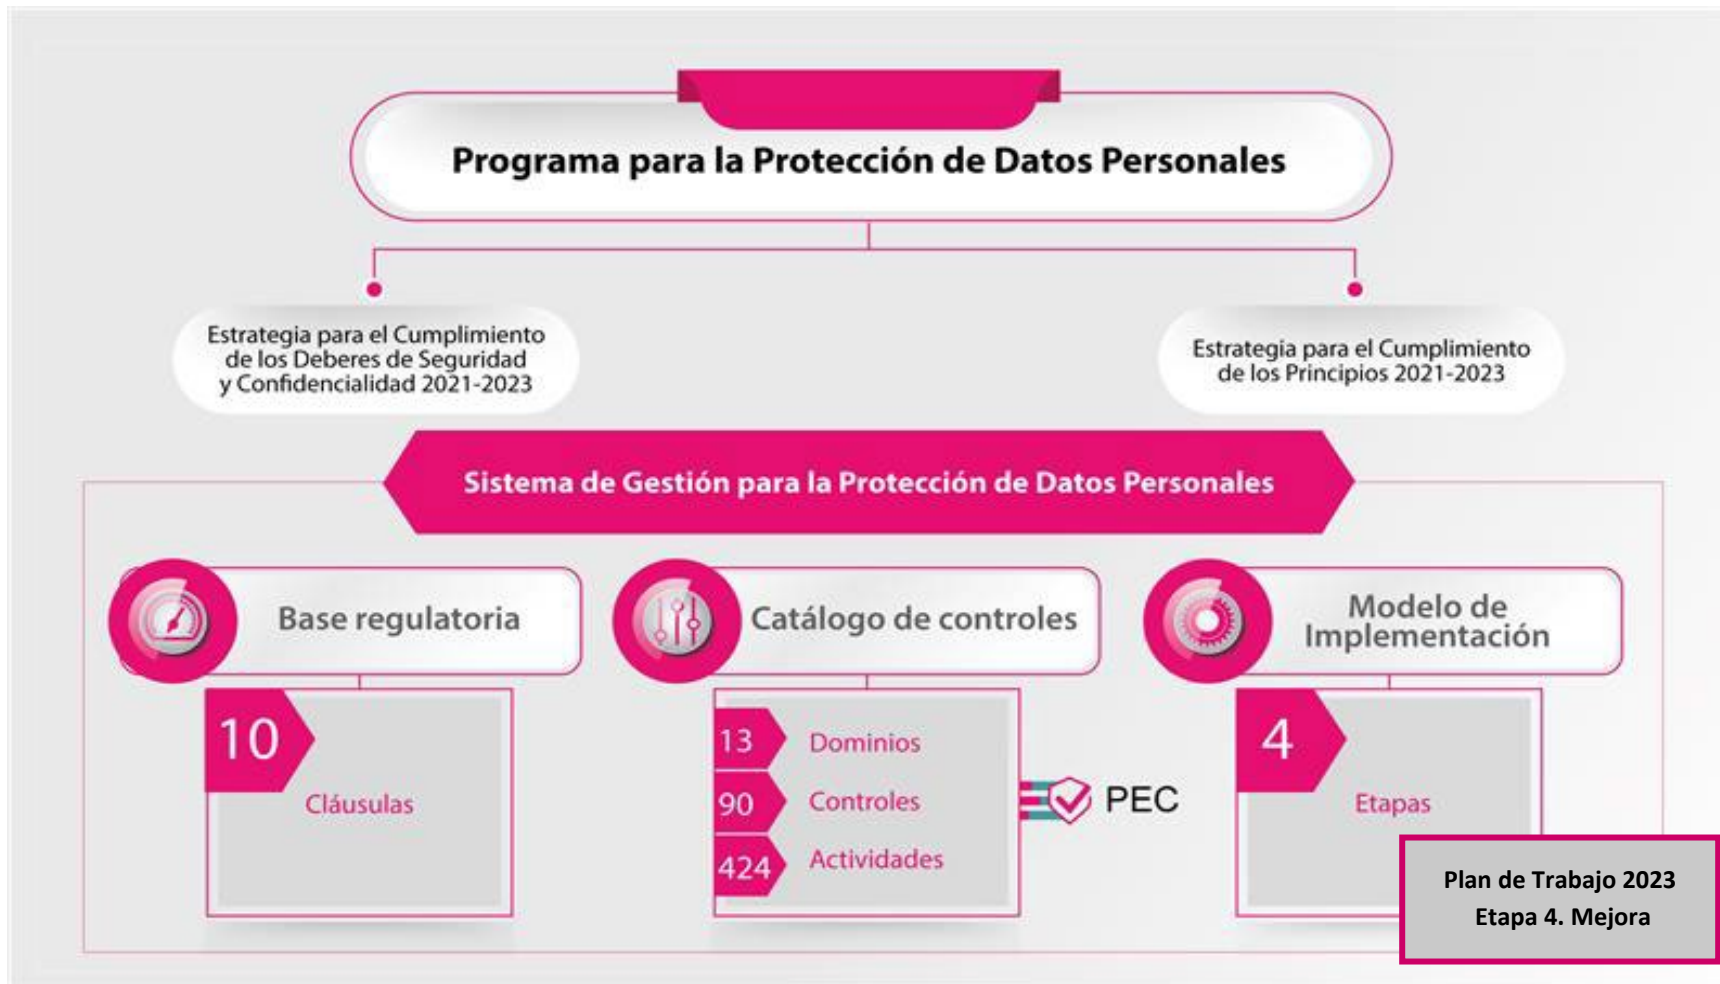 Programa para la Protección de Datos Personales
Estrategia para el Cumplimiento
de los Deberes de Seguridad
y Confidencialidad 2021-2023
Estrategia para el Cumplimiento
de los Principios 2021-2023
Sistema de Gestión para la Protección de Datos Personales
Base regulatoria
10
Cláusulas
Catálogo de controles
13 Dominios
90 Controles
424 Actividades
PEC
Modelo de
Implementación
4
Etapas
Plan de Trabajo 2023
Etapa 4. Mejora